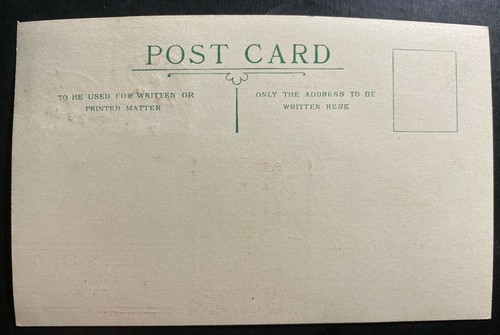 POST CARD
TO BE USED FOR WRITTEN OR
PRINTED MATTER
ONLY THE ADDRESS TO BE
WRITTEN HERE